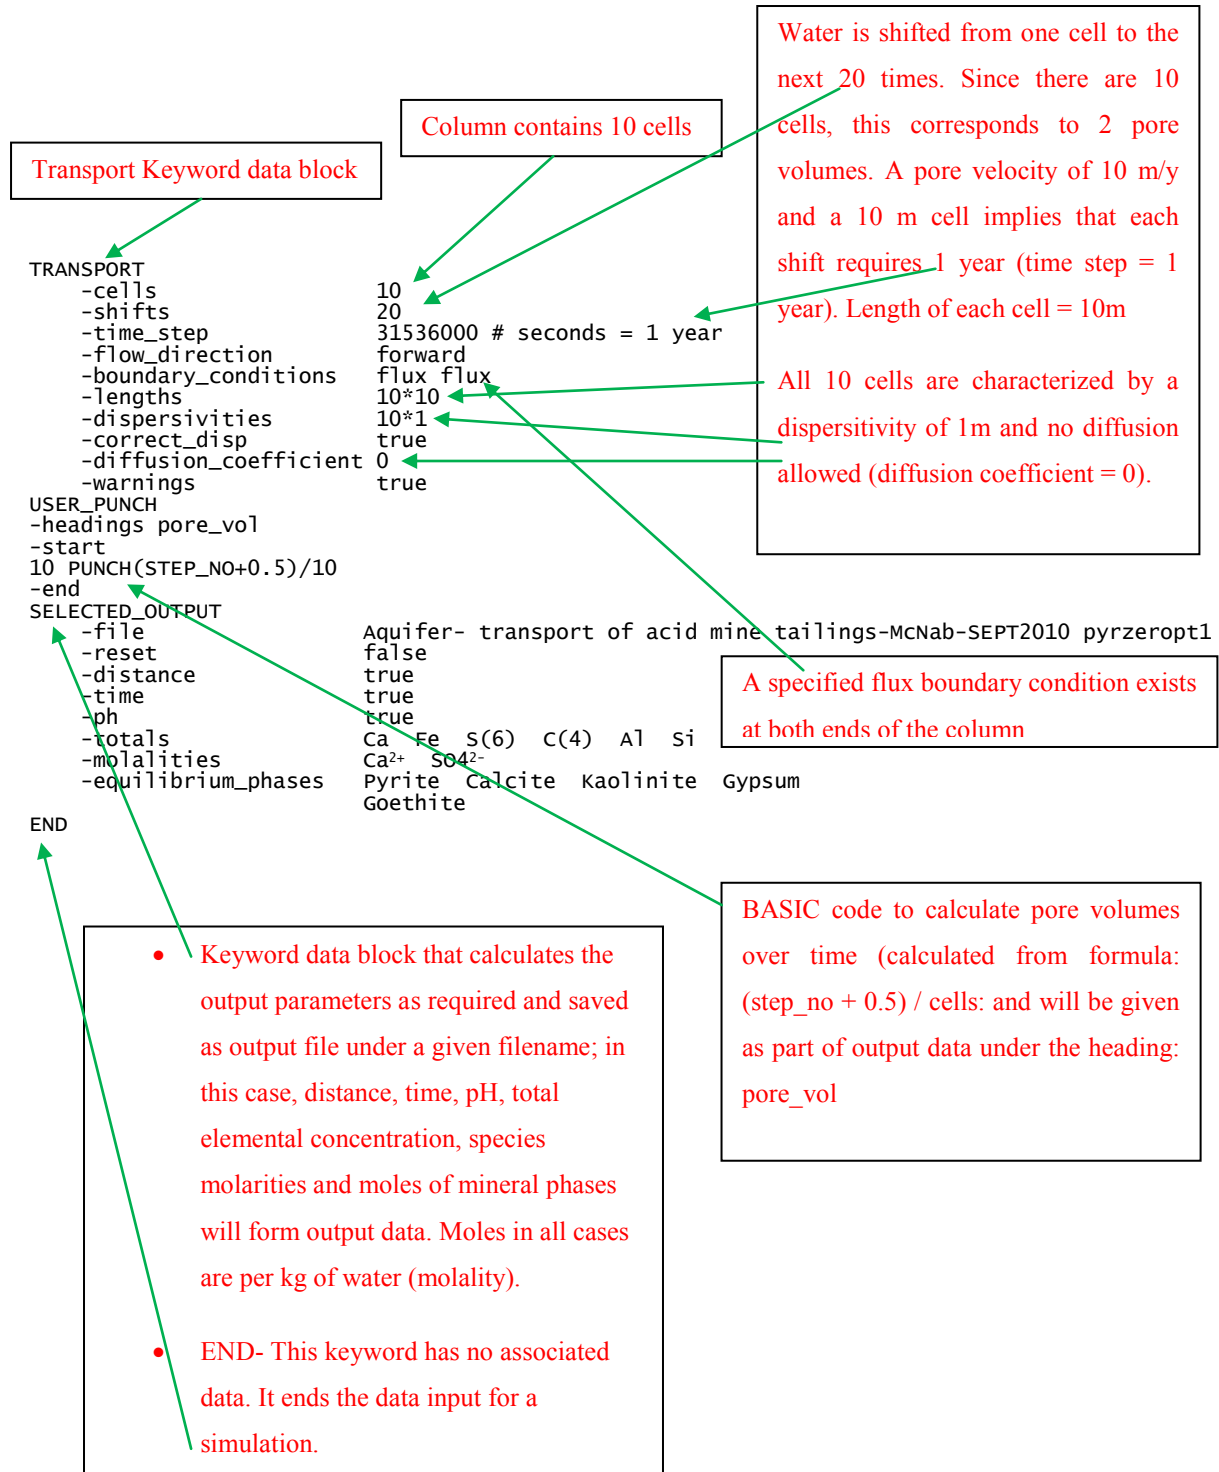 Water is shifted from one cell to the
next 20 times. Since there are 10
cells, this corresponds to 2 pore
volumes. A pore velocity of 10 m/y
and a 10 m cell implies that each
shift requires 1 year (time step = 1
year). Length of each cell = 10m
All 10 cells are characterized by a
dispersitivity of 1m and no diffusion
allowed (diffusion coefficient = 0).
Column contains 10 cells
Transport Keyword data block
TRANSPORT
-cells 10
-shifts 20
-time_step 31536000 # seconds = 1 year
-flow_direction forward
-boundary_conditions flux flux
-lengths 10*10
-dispersivities 10*1
-correct_disp true
-diffusion_coefficient 0
-warnings true
USER_PUNCH
-headings pore_vol
-start
10 PUNCH(STEP_NO+0.5)/10
-end
SELECTED_OUTPUT
-file Aquifer- transport of acid mine tailings-McNab-SEPT2010 pyrzeropt1
-reset false
-distance true
-time true
-ph true
-totals Ca Fe S(6) C(4) Al Si
-molalities Ca²⁺ SO4²⁻
-equilibrium_phases Pyrite Calcite Kaolinite Gypsum
Goethite
END
A specified flux boundary condition exists
at both ends of the column
BASIC code to calculate pore volumes
over time (calculated from formula:
(step_no + 0.5) / cells: and will be given
as part of output data under the heading:
pore_vol
• Keyword data block that calculates the
output parameters as required and saved
as output file under a given filename; in
this case, distance, time, pH, total
elemental concentration, species
molarities and moles of mineral phases
will form output data. Moles in all cases
are per kg of water (molality).
• END- This keyword has no associated
data. It ends the data input for a
simulation.